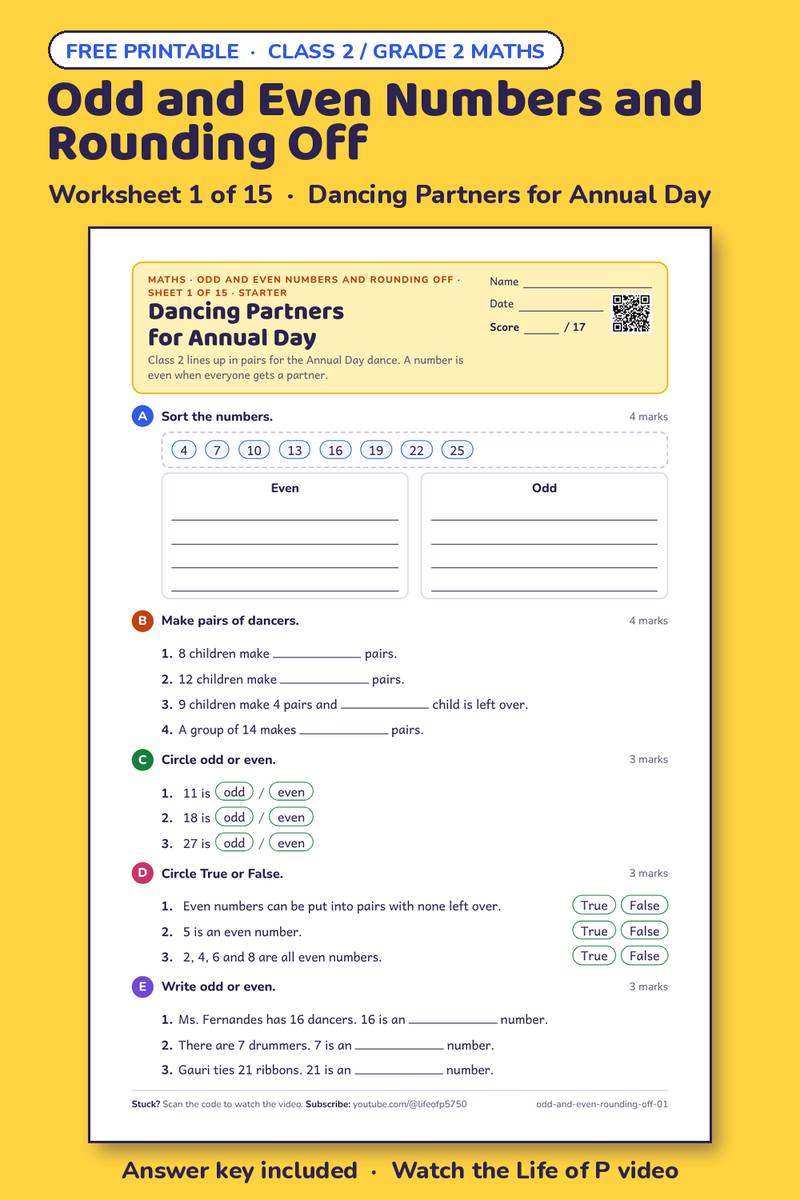 FREE PRINTABLE · CLASS 2 / GRADE 2 MATHS
Odd and Even Numbers and
Rounding Off
Worksheet 1 of 15 · Dancing Partners for Annual Day
MATHS · ODD AND EVEN NUMBERS AND ROUNDING OFF ·
SHEET 1 OF 15 · STARTER
Dancing Partners
for Annual Day
Class 2 lines up in pairs for the Annual Day dance. A number is
even when everyone gets a partner.
Name ____________
Date ____________
Score ______ / 17
A Sort the numbers. 4 marks
4 7 10 13 16 19 22 25
Even Odd
B Make pairs of dancers. 4 marks
1. 8 children make ____________ pairs.
2. 12 children make ____________ pairs.
3. 9 children make 4 pairs and ____________ child is left over.
4. A group of 14 makes ____________ pairs.
C Circle odd or even. 3 marks
1. 11 is odd / even
2. 18 is odd / even
3. 27 is odd / even
D Circle True or False. 3 marks
1. Even numbers can be put into pairs with none left over. True False
2. 5 is an even number. True False
3. 2, 4, 6 and 8 are all even numbers. True False
E Write odd or even. 3 marks
1. Ms. Fernandes has 16 dancers. 16 is an ____________ number.
2. There are 7 drummers. 7 is an ____________ number.
3. Gauri ties 21 ribbons. 21 is an ____________ number.
Stuck? Scan the code to watch the video. Subscribe: youtube.com/@lifeofp5750 odd-and-even-rounding-off-01
Answer key included · Watch the Life of P video